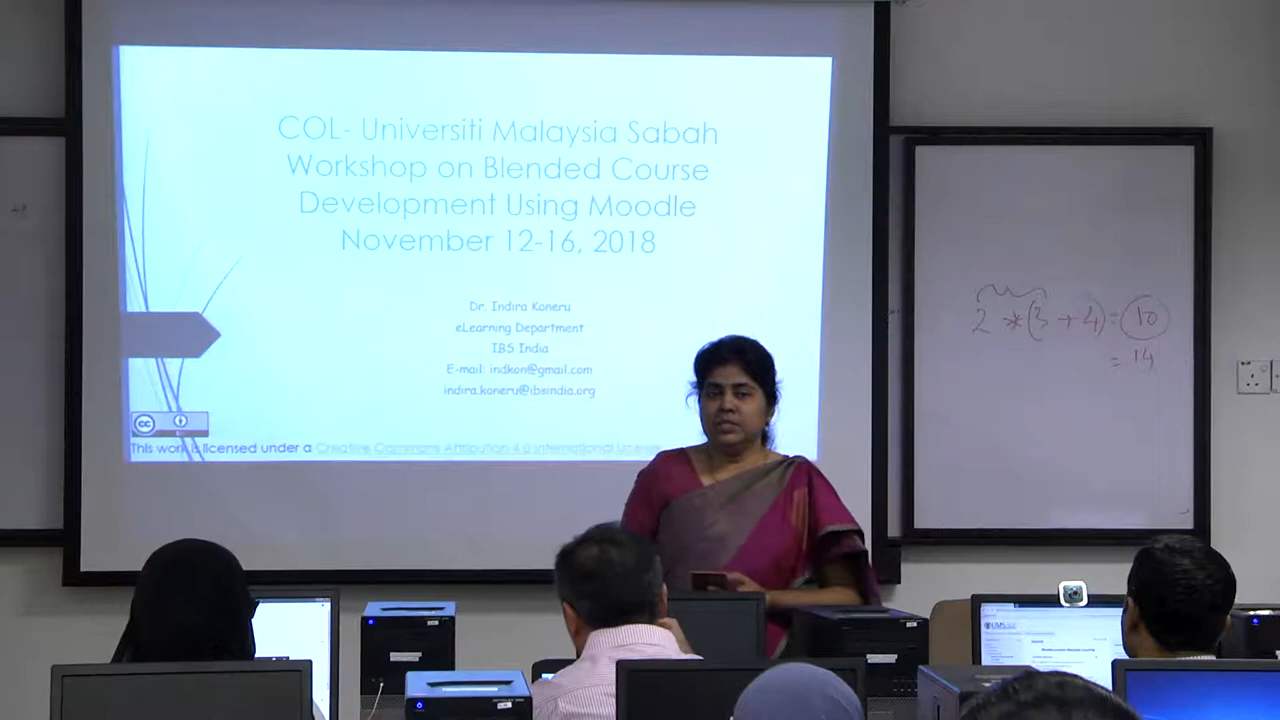 COL- Universiti Malaysia Sabah
Workshop on Blended Course
Development Using Moodle
November 12-16, 2018
Dr. Indira Koneru
eLearning Department
IBS India
E-mail: indkon@gmail.com
indira.koneru@ibsindia.org
cc
This work is licensed under a Creative Commons Attribution 4.0 International License
2 * (3 + 4) = 10
= 14
UMS